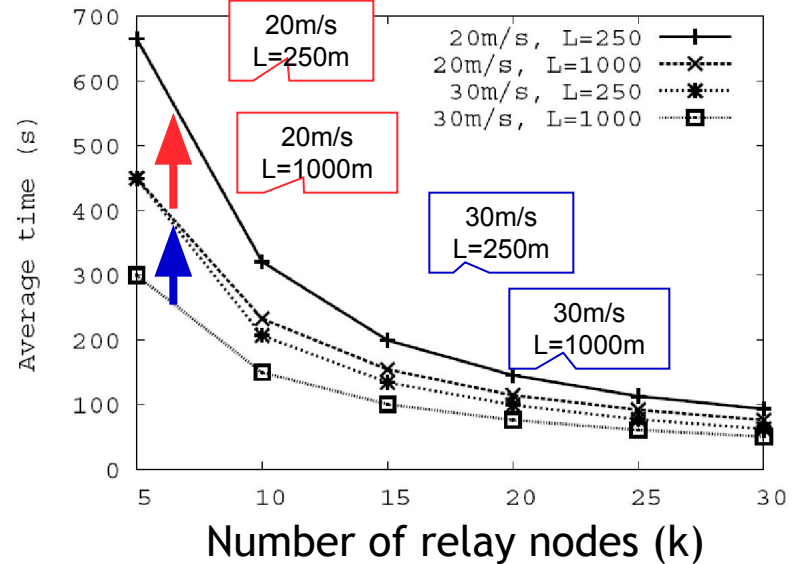 700
600
500
400
300
200
100
0
Average time (s)
20m/s
L=250m
20m/s
L=1000m
30m/s
L=250m
30m/s
L=1000m
20m/s, L=250
20m/s, L=1000
30m/s, L=250
30m/s, L=1000
5 10 15 20 25 30
Number of relay nodes (k)